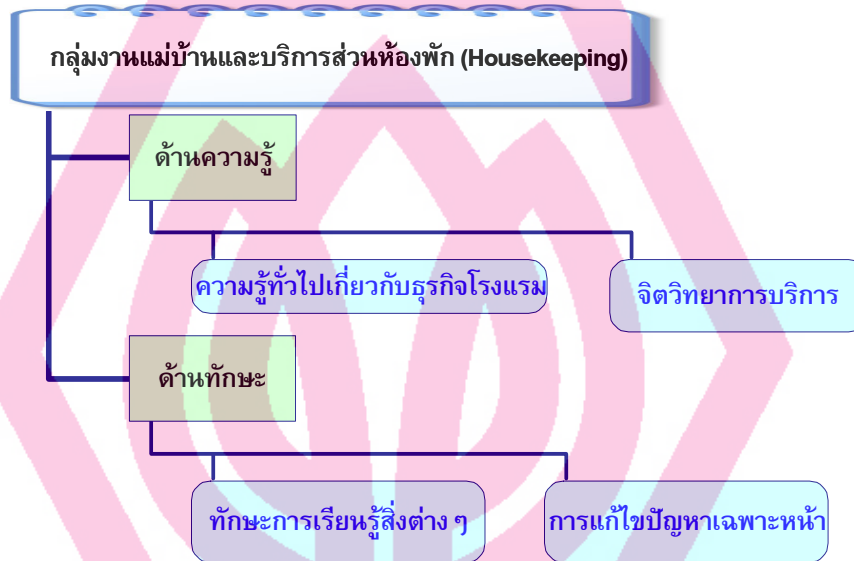 กลุ่มงานแม่บ้านและบริการส่วนห้องพัก (Housekeeping)
ด้านความรู้
ความรู้ทั่วไปเกี่ยวกับธุรกิจโรงแรม
จิตวิทยาการบริการ
ด้านทักษะ
ทักษะการเรียนรู้สิ่งต่าง ๆ
การแก้ไขปัญหาเฉพาะหน้า